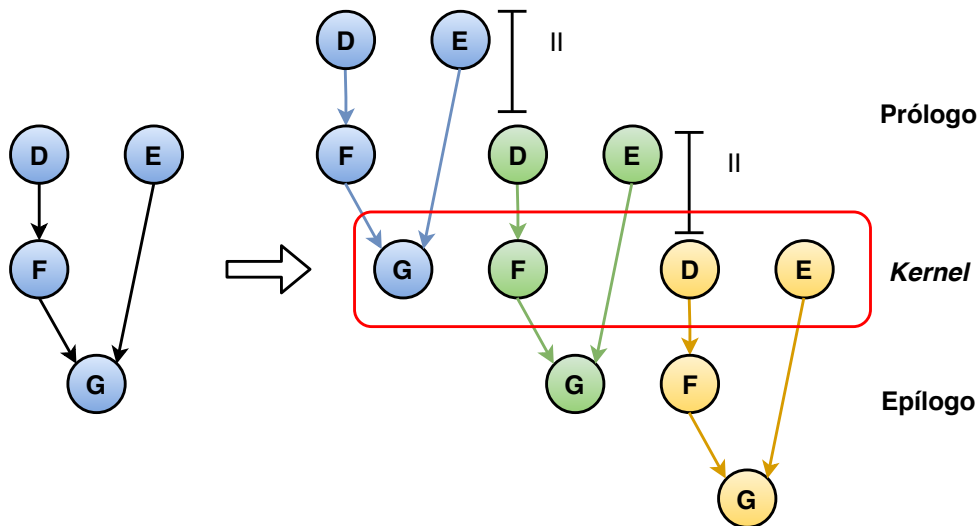 D E II
Prólogo
D E F D E II
F G F D E Kernel
G G F Epílogo
G